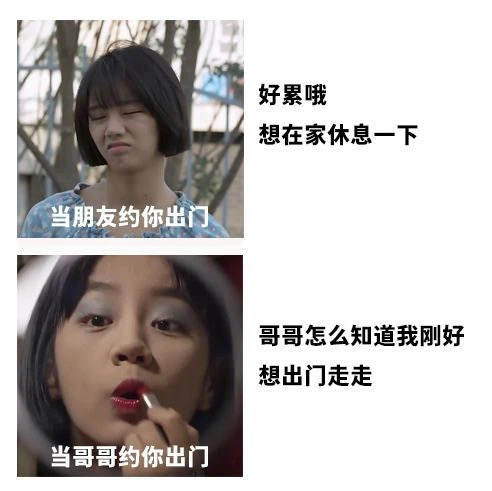 好累哦
想在家休息一下
当朋友约你出门
哥哥怎么知道我刚好
想出门走走
当哥哥约你出门